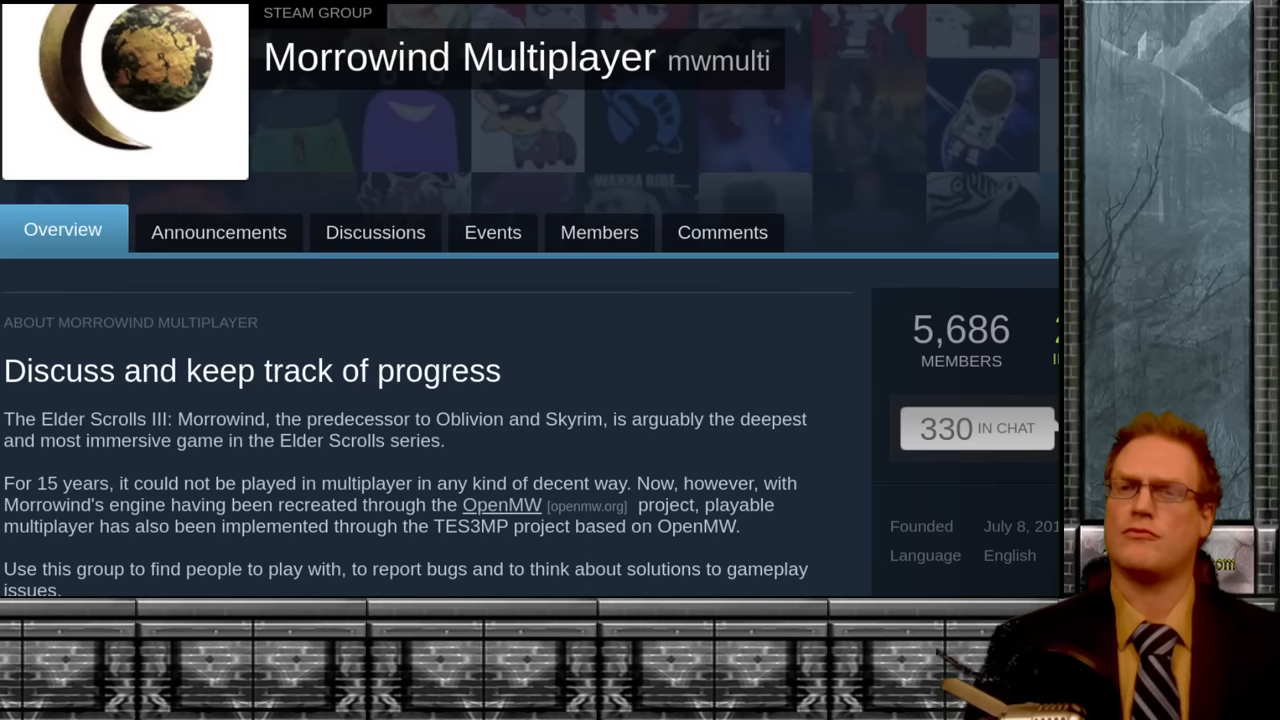 STEAM GROUP
Morrowind Multiplayer mwmulti
Overview
Announcements
Discussions
Events
Members
Comments
ABOUT MORROWIND MULTIPLAYER
Discuss and keep track of progress
The Elder Scrolls III: Morrowind, the predecessor to Oblivion and Skyrim, is arguably the deepest
and most immersive game in the Elder Scrolls series.
For 15 years, it could not be played in multiplayer in any kind of decent way. Now, however, with
Morrowind's engine having been recreated through the OpenMW [openmw.org] project, playable
multiplayer has also been implemented through the TES3MP project based on OpenMW.
Use this group to find people to play with, to report bugs and to think about solutions to gameplay
issues.
5,686
MEMBERS
330 IN CHAT
Founded July 8, 201
Language English
WANNA RIDE....
om